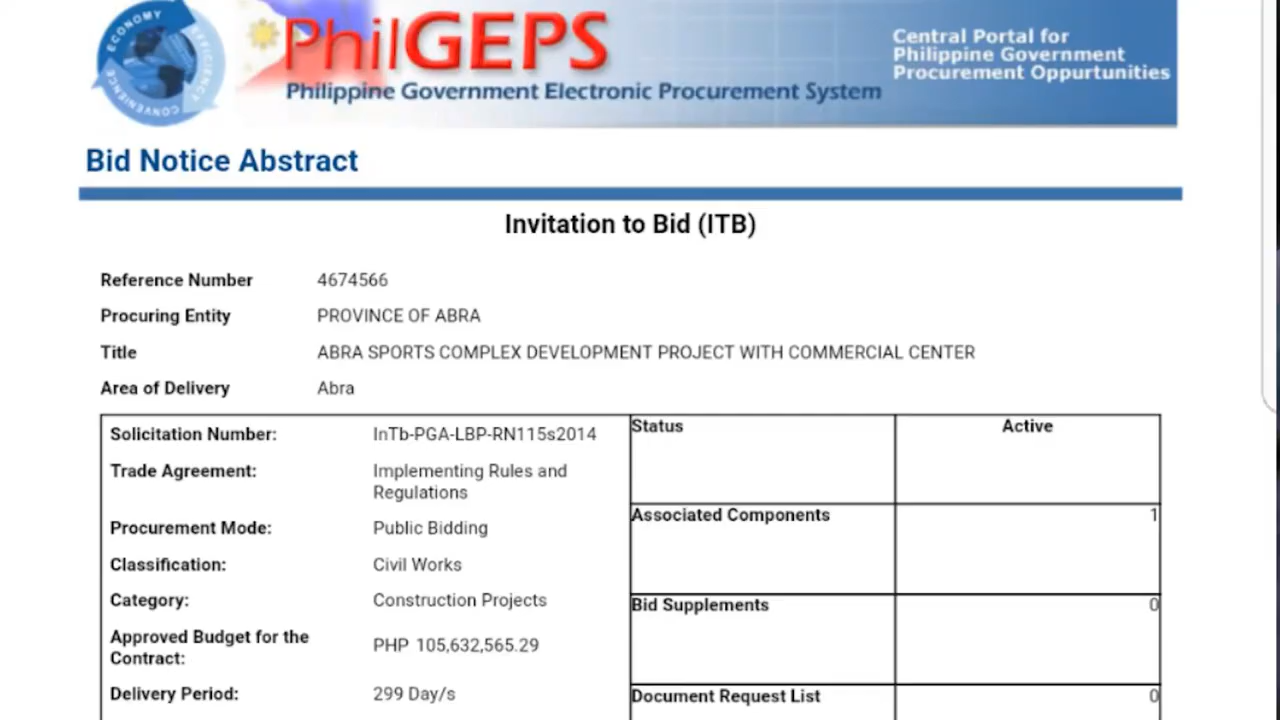 ECONOMY
EFFICIENCY
CONVENIENCE
PhilGEPS
Philippine Government Electronic Procurement System
Central Portal for
Philippine Government
Procurement Opportunities
Bid Notice Abstract
Invitation to Bid (ITB)
Reference Number 4674566
Procuring Entity PROVINCE OF ABRA
Title ABRA SPORTS COMPLEX DEVELOPMENT PROJECT WITH COMMERCIAL CENTER
Area of Delivery Abra
Solicitation Number: InTb-PGA-LBP-RN115s2014
Trade Agreement: Implementing Rules and
Regulations
Procurement Mode: Public Bidding
Classification: Civil Works
Category: Construction Projects
Approved Budget for the
Contract: PHP 105,632,565.29
Delivery Period: 299 Day/s
Status Active
Associated Components 1
Bid Supplements 0
Document Request List 0